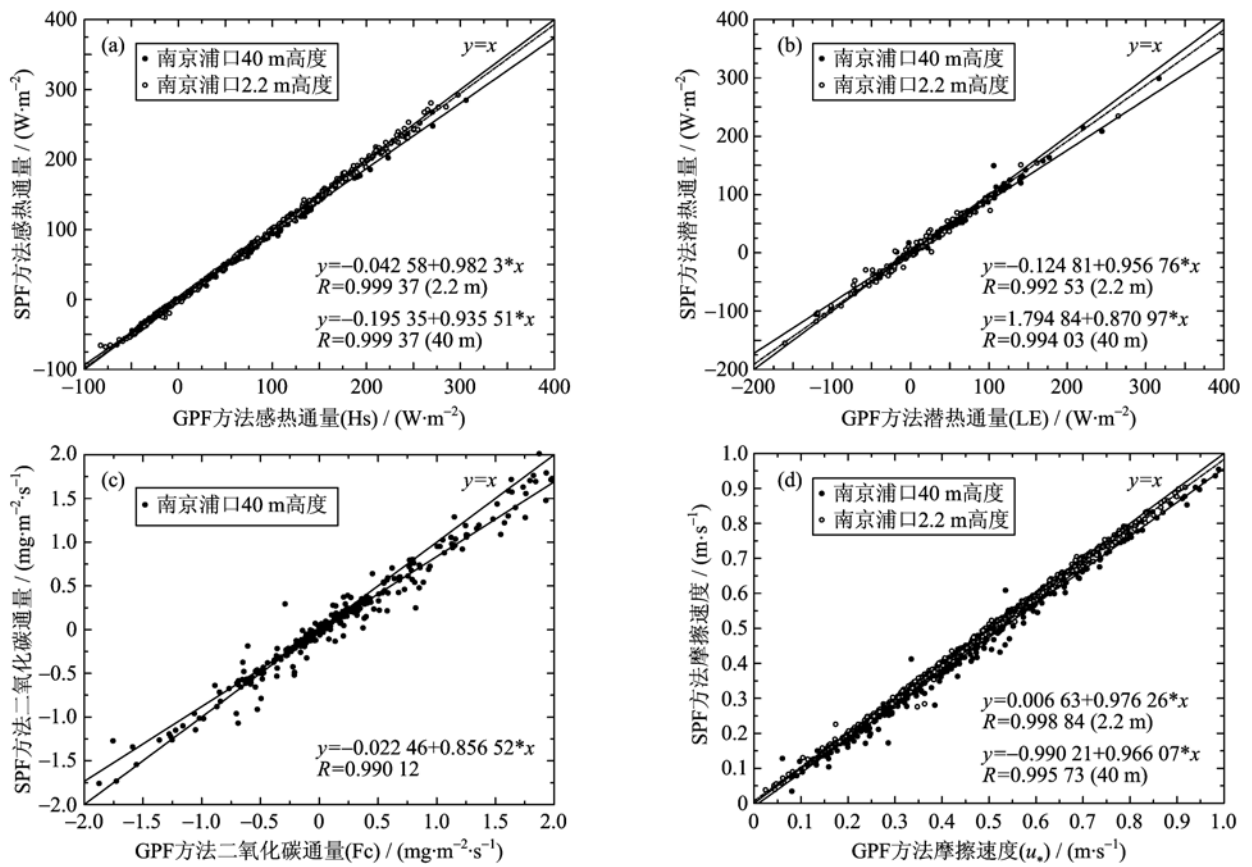 (a)
南京浦口40 m高度
南京浦口2.2 m高度
y=x
400
300
200
100
0
−100
SPF方法感热通量 / (W·m⁻²)
y=−0.042 58+0.982 3*x
R=0.999 37 (2.2 m)
y=−0.195 35+0.935 51*x
R=0.999 37 (40 m)
−100 0 100 200 300 400
GPF方法感热通量(Hs) / (W·m⁻²)
(b)
南京浦口40 m高度
南京浦口2.2 m高度
y=x
400
300
200
100
0
−100
−200
SPF方法潜热通量 / (W·m⁻²)
y=−0.124 81+0.956 76*x
R=0.992 53 (2.2 m)
y=1.794 84+0.870 97*x
R=0.994 03 (40 m)
−200 −100 0 100 200 300 400
GPF方法潜热通量(LE) / (W·m⁻²)
(c)
南京浦口40 m高度
y=x
2.0
1.5
1.0
0.5
0
−0.5
−1.0
−1.5
−2.0
SPF方法二氧化碳通量 / (mg·m⁻²·s⁻¹)
y=−0.022 46+0.856 52*x
R=0.990 12
−2.0 −1.5 −1.0 −0.5 0 0.5 1.0 1.5 2.0
GPF方法二氧化碳通量(Fc) / (mg·m⁻²·s⁻¹)
(d)
南京浦口40 m高度
南京浦口2.2 m高度
y=x
1.0
0.9
0.8
0.7
0.6
0.5
0.4
0.3
0.2
0.1
0
SPF方法摩擦速度 / (m·s⁻¹)
y=0.006 63+0.976 26*x
R=0.998 84 (2.2 m)
y=−0.990 21+0.966 07*x
R=0.995 73 (40 m)
0 0.1 0.2 0.3 0.4 0.5 0.6 0.7 0.8 0.9 1.0
GPF方法摩擦速度(u*) / (m·s⁻¹)